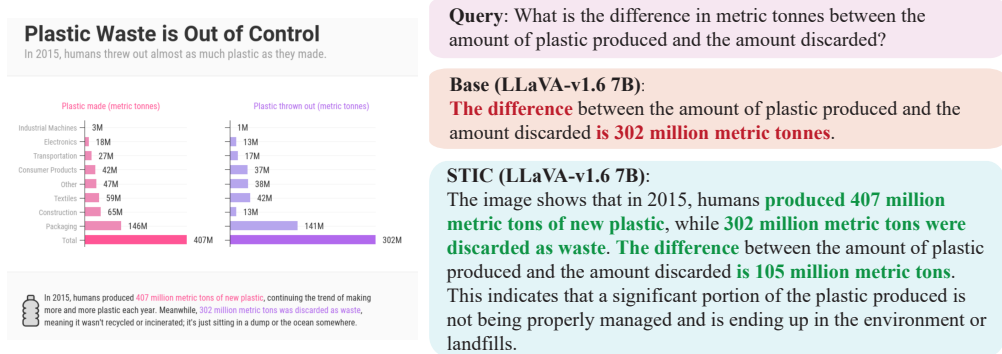 Plastic Waste is Out of Control
In 2015, humans threw out almost as much plastic as they made.
Plastic made (metric tonnes)
Plastic thrown out (metric tonnes)
Industrial Machines 3M 1M
Electronics 18M 13M
Transportation 27M 17M
Consumer Products 42M 37M
Other 47M 38M
Textiles 59M 42M
Construction 65M 13M
Packaging 146M 141M
Total 407M 302M
In 2015, humans produced 407 million metric tons of new plastic, continuing the trend of making
more and more plastic each year. Meanwhile, 302 million metric tons was discarded as waste,
meaning it wasn't recycled or incinerated; it's just sitting in a dump or the ocean somewhere.
Query: What is the difference in metric tonnes between the
amount of plastic produced and the amount discarded?
Base (LLaVA-v1.6 7B):
The difference between the amount of plastic produced and the
amount discarded is 302 million metric tonnes.
STIC (LLaVA-v1.6 7B):
The image shows that in 2015, humans produced 407 million
metric tons of new plastic, while 302 million metric tons were
discarded as waste. The difference between the amount of plastic
produced and the amount discarded is 105 million metric tons.
This indicates that a significant portion of the plastic produced is
not being properly managed and is ending up in the environment or
landfills.